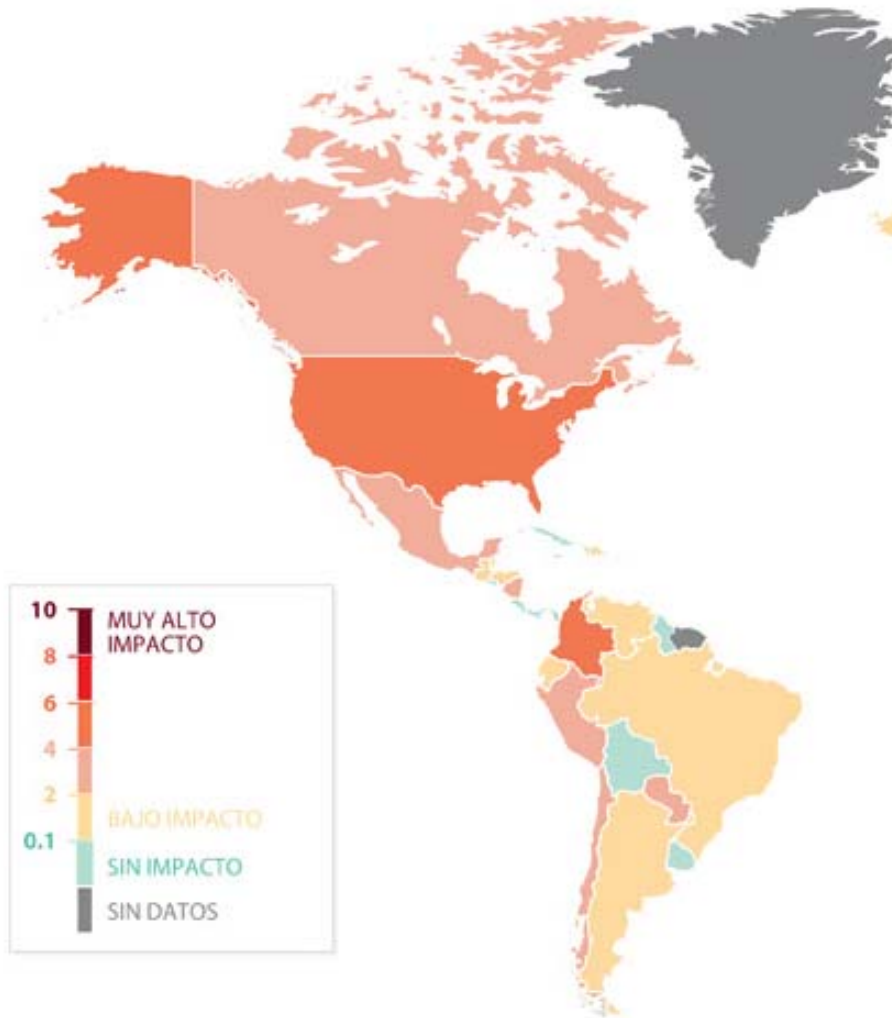 10
MUY ALTO
IMPACTO
8
6
4
2
BAJO IMPACTO
0.1
SIN IMPACTO
SIN DATOS